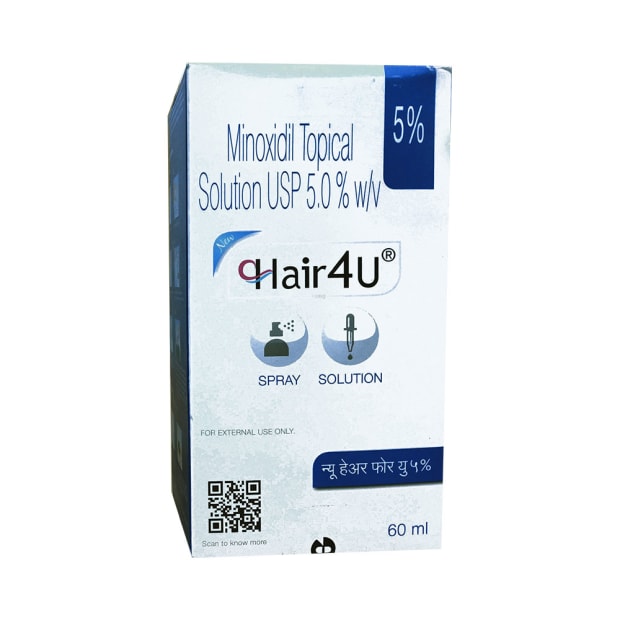 Minoxidil Topical
Solution USP 5.0 % w/v
5%
New
Hair4U®
SPRAY SOLUTION
FOR EXTERNAL USE ONLY.
न्यू हेअर फोर यु ५%
Scan to know more
60 ml